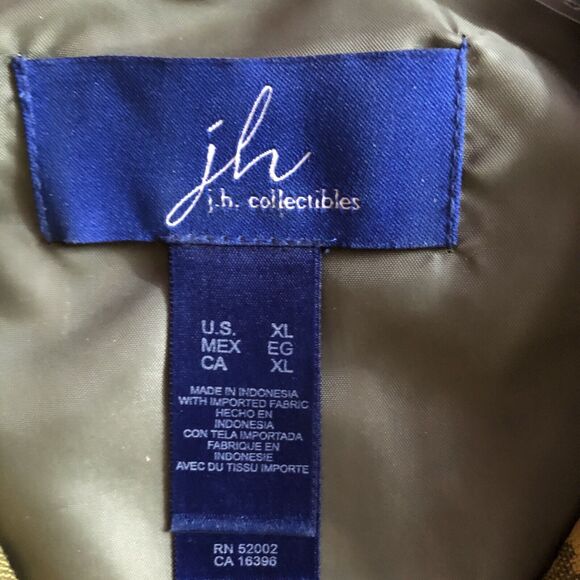 jh
j.h. collectibles
U.S. XL
MEX EG
CA XL
MADE IN INDONESIA
WITH IMPORTED FABRIC
HECHO EN
INDONESIA
CON TELA IMPORTADA
FABRIQUE EN
INDONESIE
AVEC DU TISSU IMPORTE
RN 52002
CA 16396